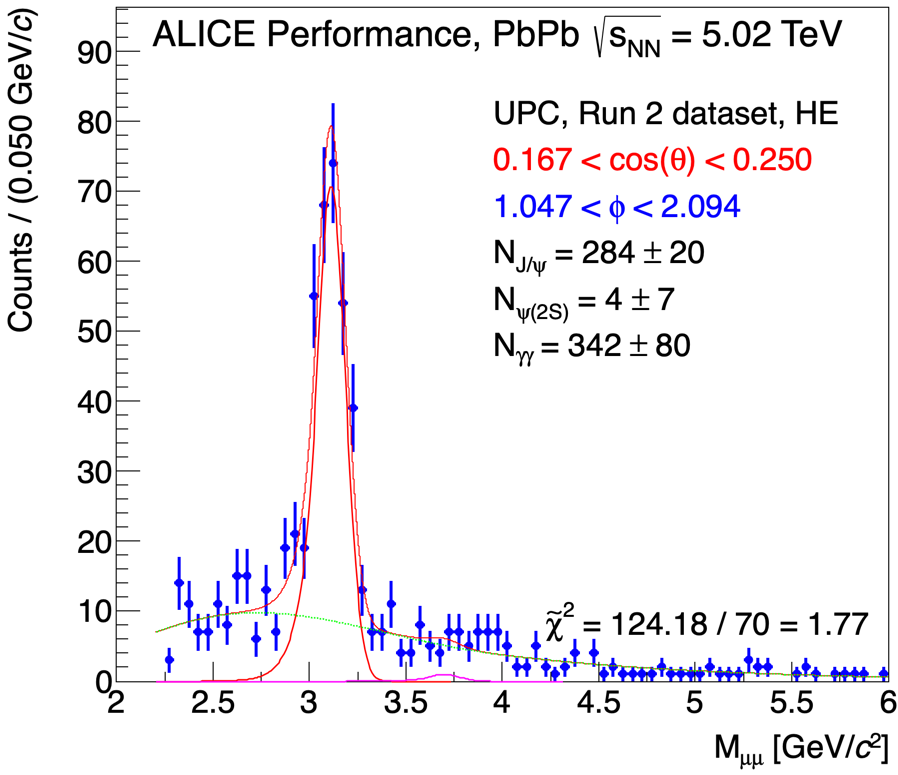 ALICE Performance, PbPb √s_NN = 5.02 TeV
UPC, Run 2 dataset, HE
0.167 < cos(θ) < 0.250
1.047 < ϕ < 2.094
N_J/ψ = 284 ± 20
N_ψ(2S) = 4 ± 7
N_γγ = 342 ± 80
χ̃² = 124.18 / 70 = 1.77
Counts / (0.050 GeV/c)
90
80
70
60
50
40
30
20
10
0
2 2.5 3 3.5 4 4.5 5 5.5 6
M_μμ [GeV/c²]